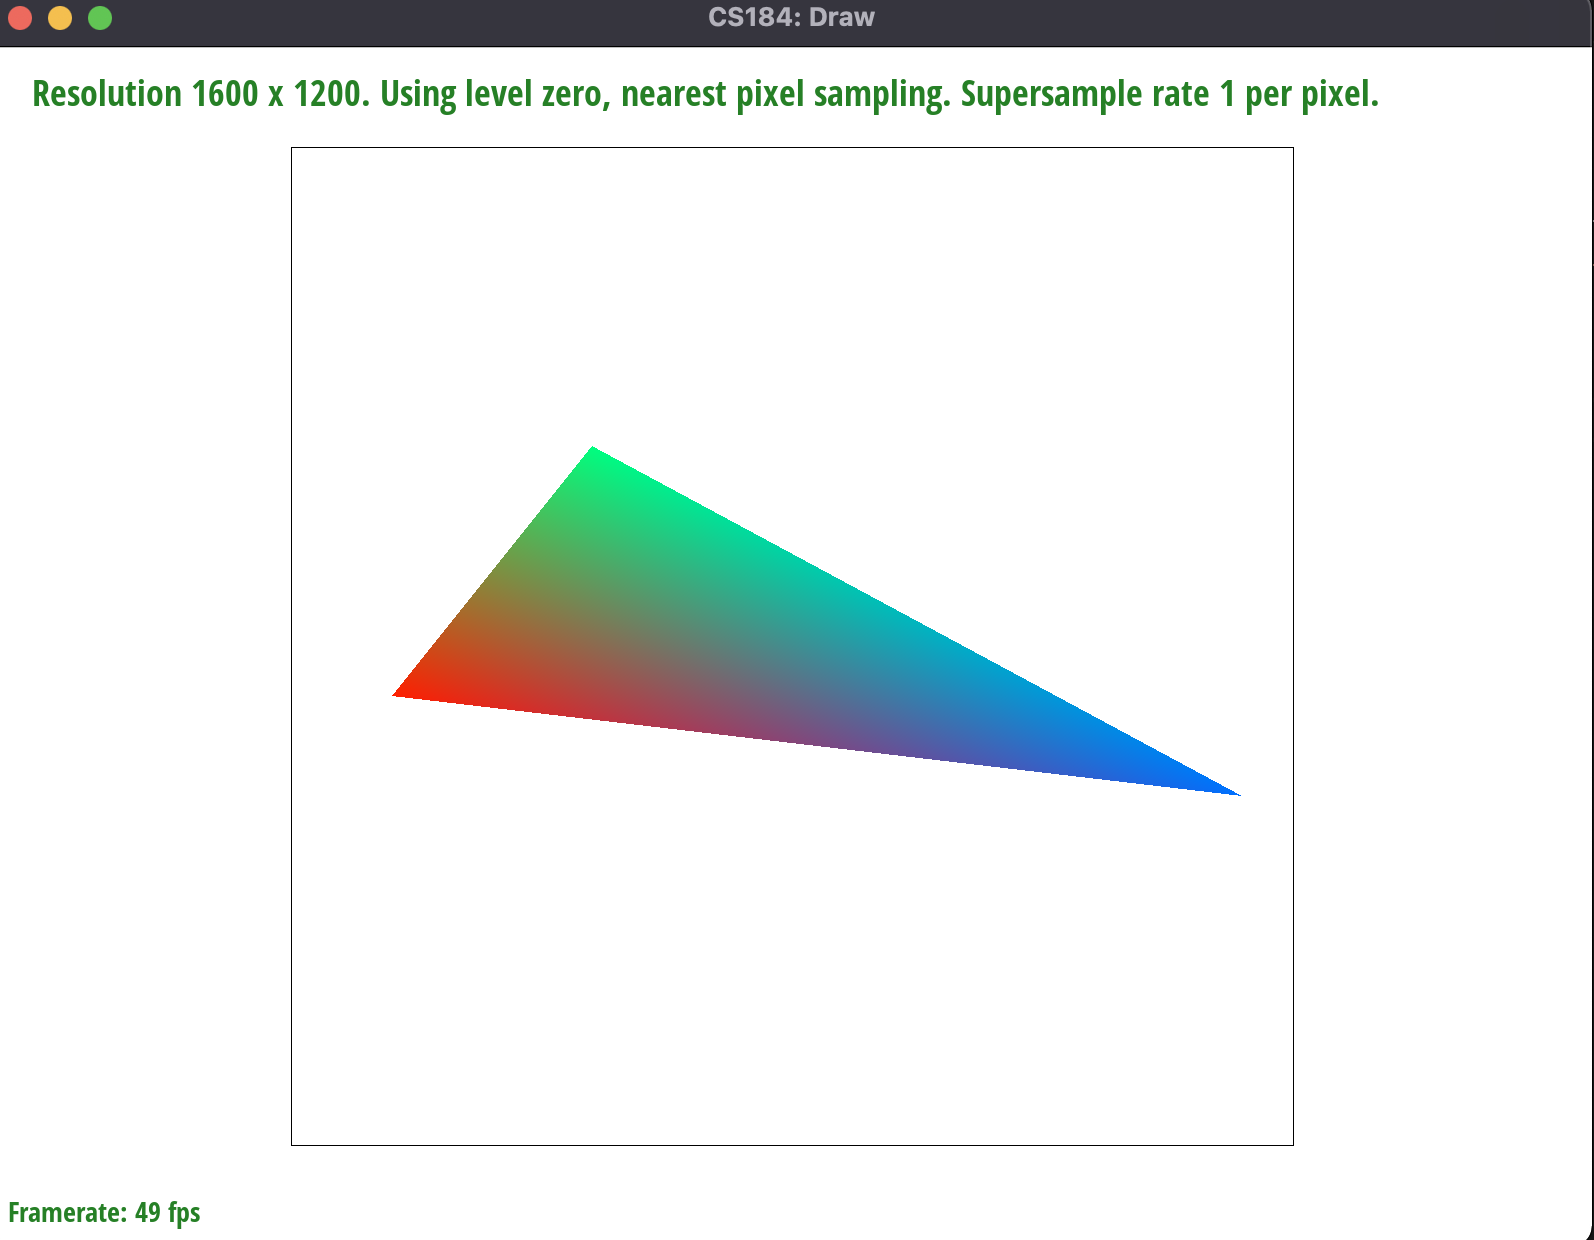 CS184: Draw
Resolution 1600 x 1200. Using level zero, nearest pixel sampling. Supersample rate 1 per pixel.
Framerate: 49 fps